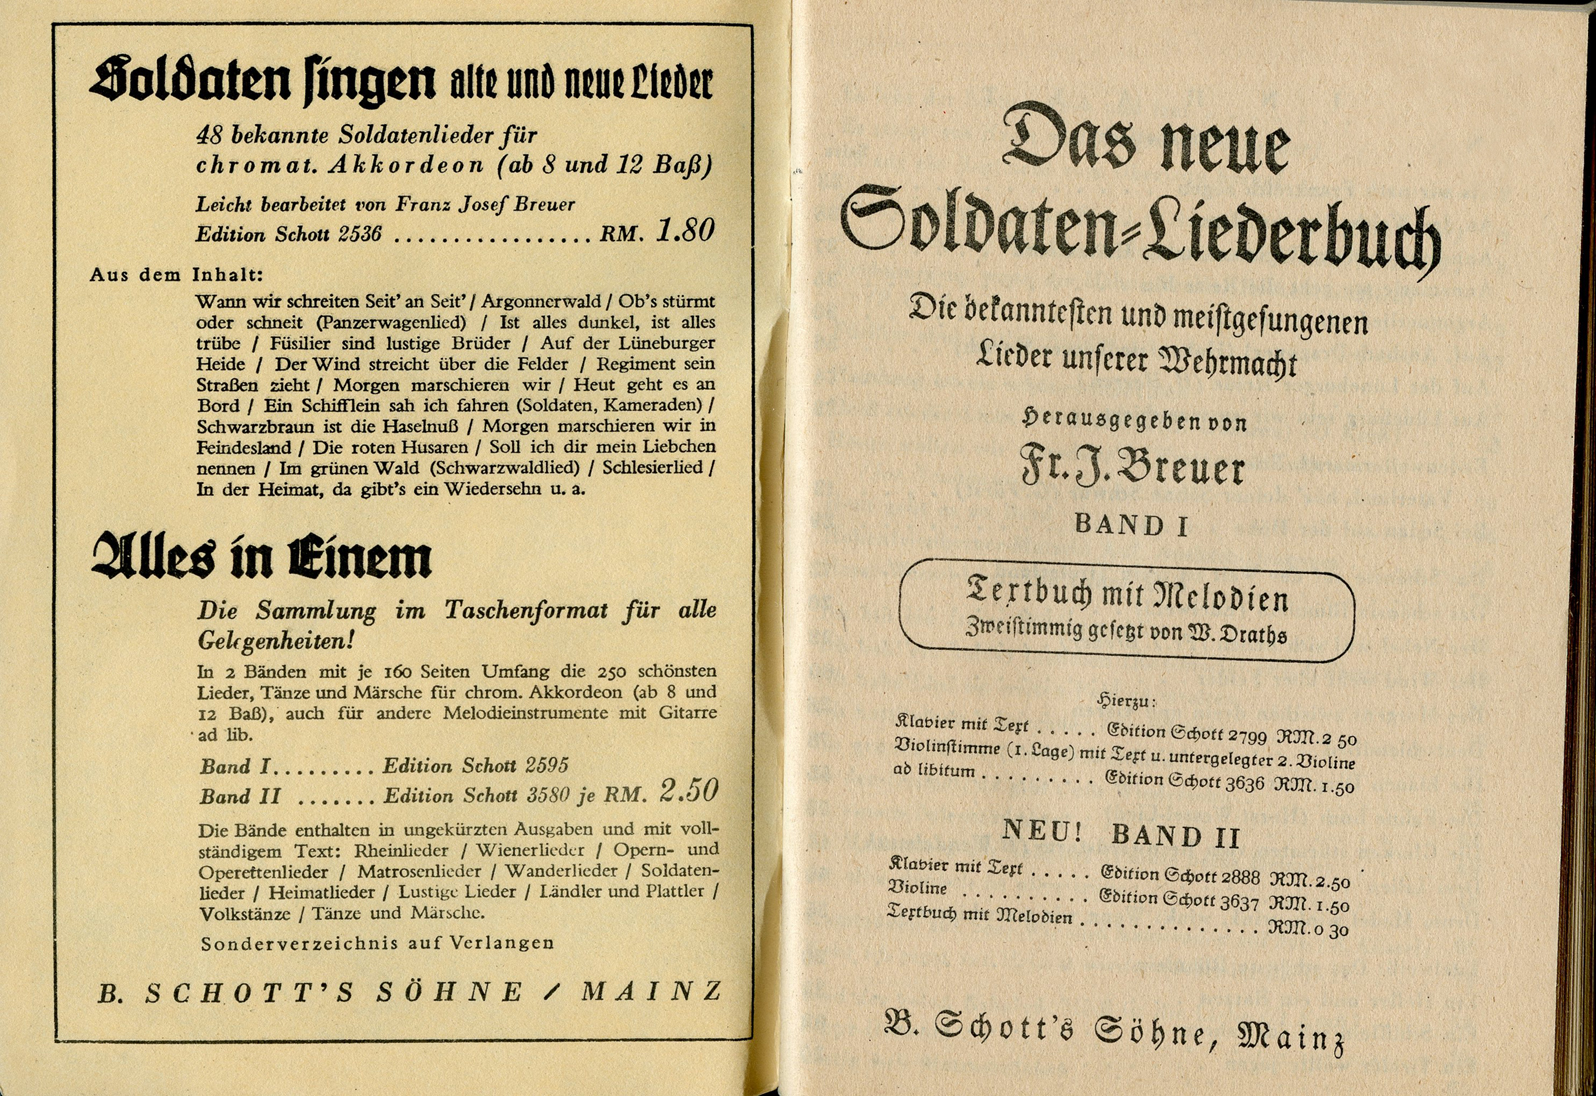 Soldaten singen alte und neue Lieder
48 bekannte Soldatenlieder für
chromat. Akkordeon (ab 8 und 12 Baß)
Leicht bearbeitet von Franz Josef Breuer
Edition Schott 2536 ................. RM. 1.80
Aus dem Inhalt:
Wann wir schreiten Seit' an Seit' / Argonnerwald / Ob's stürmt
oder schneit (Panzerwagenlied) / Ist alles dunkel, ist alles
trübe / Füsilier sind lustige Brüder / Auf der Lüneburger
Heide / Der Wind streicht über die Felder / Regiment sein
Straßen zieht / Morgen marschieren wir / Heut geht es an
Bord / Ein Schifflein sah ich fahren (Soldaten, Kameraden) /
Schwarzbraun ist die Haselnuß / Morgen marschieren wir in
Feindesland / Die roten Husaren / Soll ich dir mein Liebchen
nennen / Im grünen Wald (Schwarzwaldlied) / Schlesierlied /
In der Heimat, da gibt's ein Wiedersehn u. a.
Alles in Einem
Die Sammlung im Taschenformat für alle
Gelegenheiten!
In 2 Bänden mit je 160 Seiten Umfang die 250 schönsten
Lieder, Tänze und Märsche für chrom. Akkordeon (ab 8 und
12 Baß), auch für andere Melodieinstrumente mit Gitarre
ad lib.
Band I......... Edition Schott 2595
Band II ....... Edition Schott 3580 je RM. 2.50
Die Bände enthalten in ungekürzten Ausgaben und mit voll-
ständigem Text: Rheinlieder / Wienerlieder / Opern- und
Operettenlieder / Matrosenlieder / Wanderlieder / Soldaten-
lieder / Heimatlieder / Lustige Lieder / Ländler und Plattler /
Volkstänze / Tänze und Märsche.
Sonderverzeichnis auf Verlangen
B. SCHOTT'S SÖHNE / MAINZ
Das neue
Soldaten-Liederbuch
Die bekanntesten und meistgesungenen
Lieder unserer Wehrmacht
Herausgegeben von
Fr. J. Breuer
BAND I
Textbuch mit Melodien
Zweistimmig gesetzt von W. Draths
Hierzu:
Klavier mit Text ..... Edition Schott 2799 RM. 2 50
Violinstimme (1. Lage) mit Text u. untergelegter 2. Violine
ad libitum ......... Edition Schott 3636 RM. 1.50
NEU! BAND II
Klavier mit Text ..... Edition Schott 2888 RM. 2.50
Violine .......... Edition Schott 3637 RM. 1.50
Textbuch mit Melodien .............. RM. 0 30
B. Schott's Söhne, Mainz